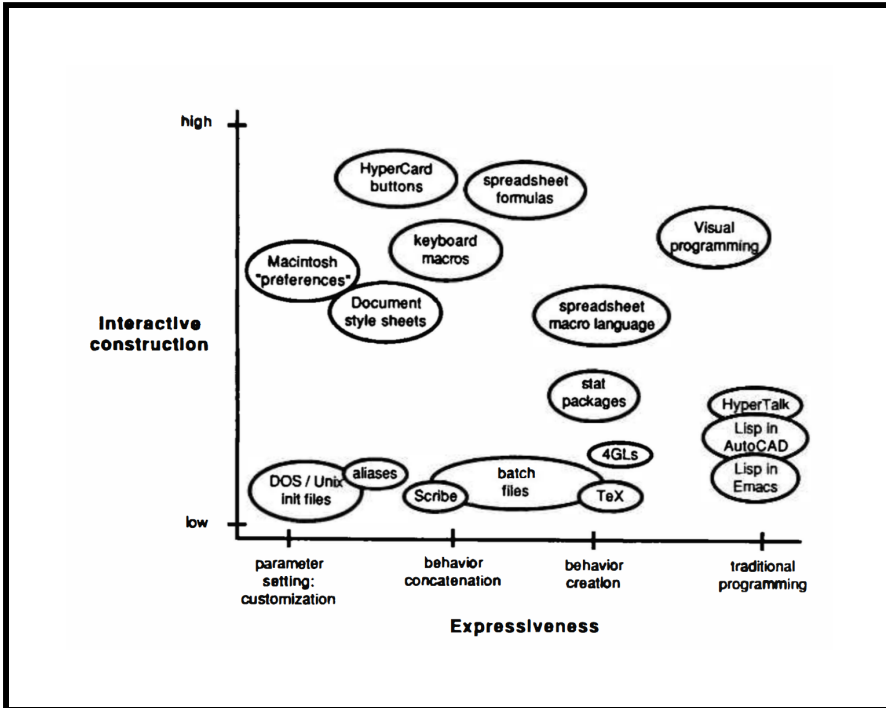 high
HyperCard
buttons
spreadsheet
formulas
Visual
programming
keyboard
macros
Macintosh
"preferences"
Document
style sheets
spreadsheet
macro language
Interactive
construction
stat
packages
HyperTalk
Lisp in
AutoCAD
Lisp in
Emacs
4GLs
aliases
DOS / Unix
init files
batch
files
Scribe
TeX
low
parameter
setting:
customization
behavior
concatenation
behavior
creation
traditional
programming
Expressiveness